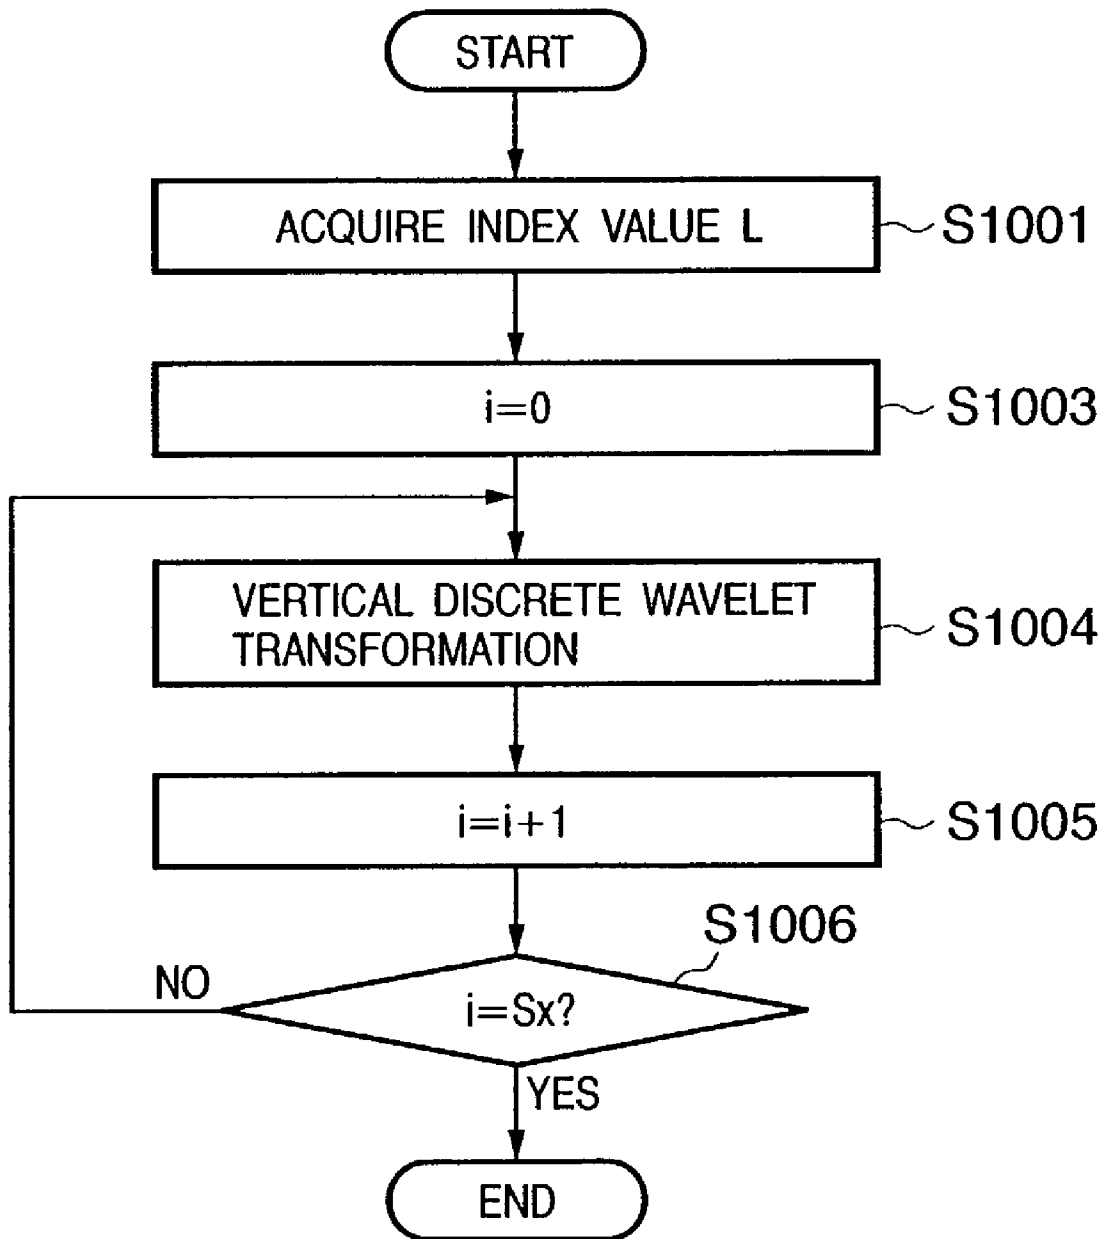 START
ACQUIRE INDEX VALUE L
S1001
i=0
S1003
VERTICAL DISCRETE WAVELET
TRANSFORMATION
S1004
i=i+1
S1005
S1006
NO
i=Sx?
YES
END